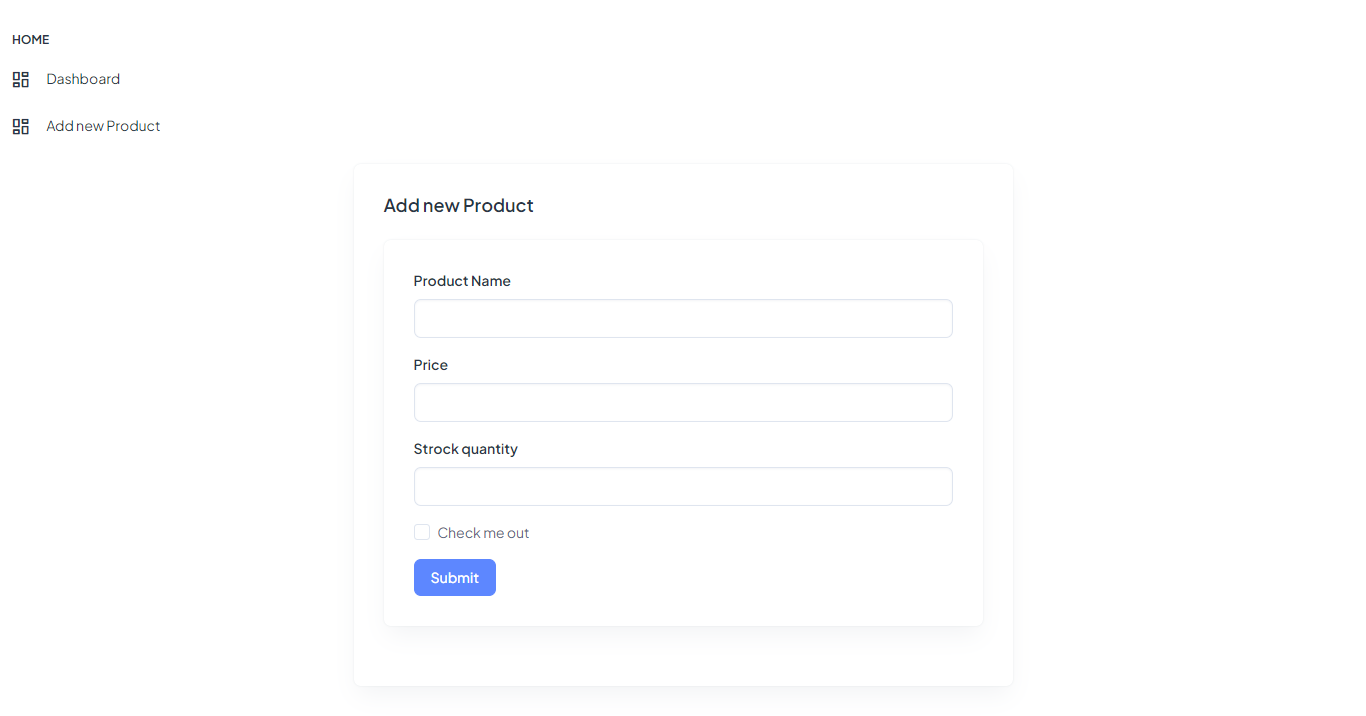 HOME
Dashboard
Add new Product
Add new Product
Product Name
Price
Strock quantity
Check me out
Submit